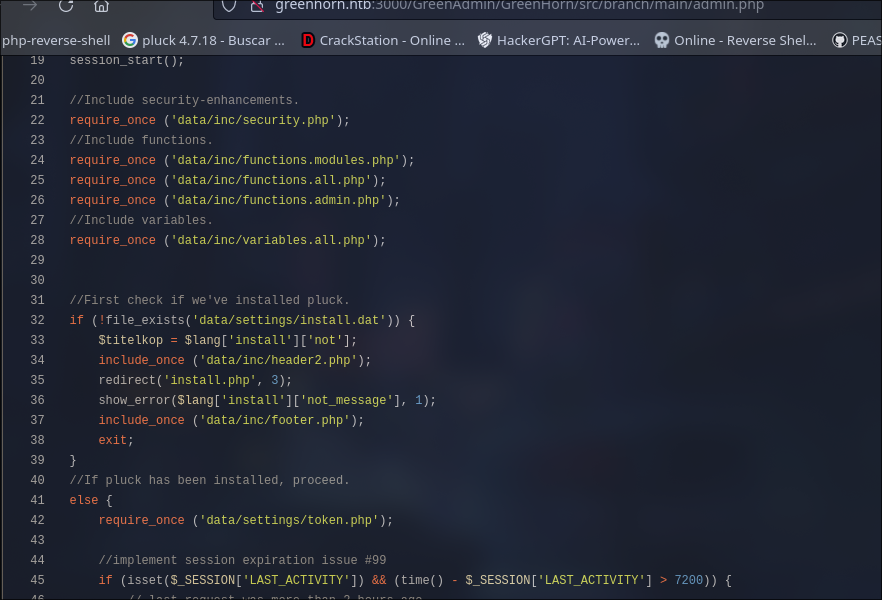 greenhorn.htb:3000/GreenAdmin/GreenHorn/src/branch/main/admin.php
php-reverse-shell pluck 4.7.18 - Buscar ... CrackStation - Online ... HackerGPT: AI-Power... Online - Reverse Shel... PEAS
19 session_start();
20
21 //Include security-enhancements.
22 require_once ('data/inc/security.php');
23 //Include functions.
24 require_once ('data/inc/functions.modules.php');
25 require_once ('data/inc/functions.all.php');
26 require_once ('data/inc/functions.admin.php');
27 //Include variables.
28 require_once ('data/inc/variables.all.php');
29
30
31 //First check if we've installed pluck.
32 if (!file_exists('data/settings/install.dat')) {
33     $titelkop = $lang['install']['not'];
34     include_once ('data/inc/header2.php');
35     redirect('install.php', 3);
36     show_error($lang['install']['not_message'], 1);
37     include_once ('data/inc/footer.php');
38     exit;
39 }
40 //If pluck has been installed, proceed.
41 else {
42     require_once ('data/settings/token.php');
43
44     //implement session expiration issue #99
45     if (isset($_SESSION['LAST_ACTIVITY']) && (time() - $_SESSION['LAST_ACTIVITY'] > 7200)) {
46         // last request was more than 2 hours ago